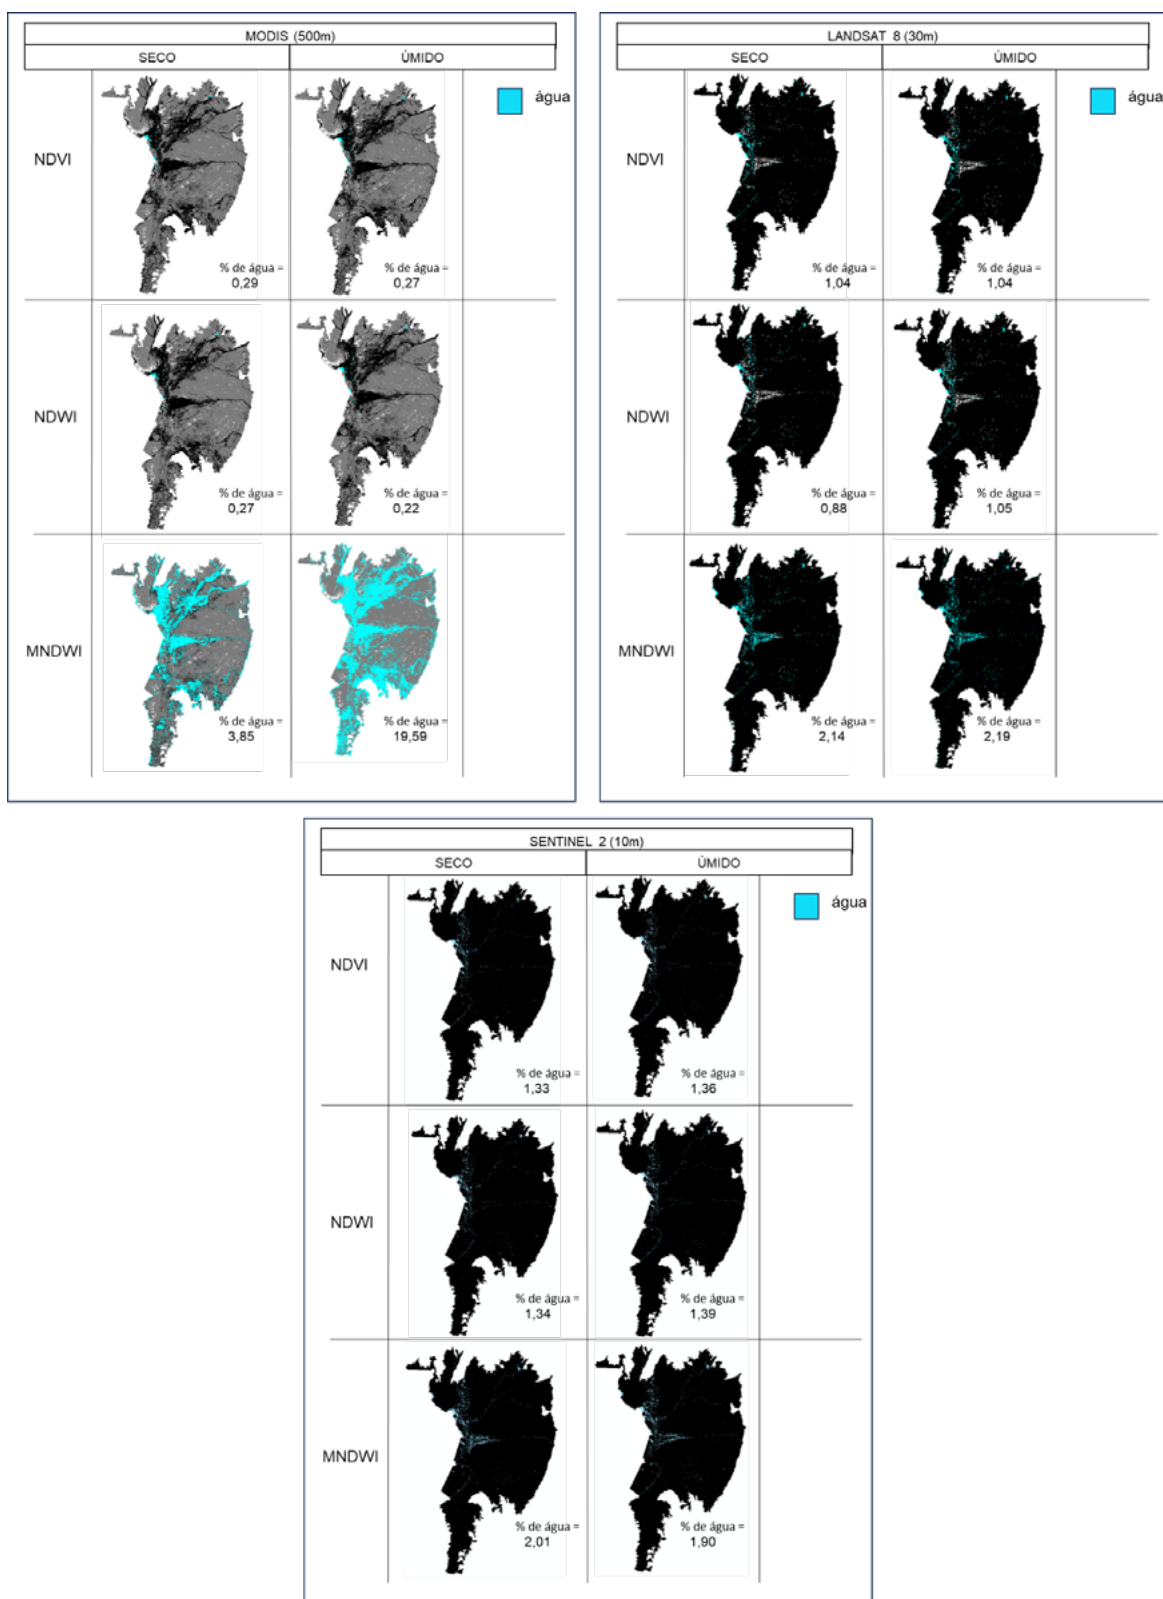 MODIS (500m)
SECO
ÚMIDO
água
NDVI
% de água =
0,29
% de água =
0,27
NDWI
% de água =
0,27
% de água =
0,22
MNDWI
% de água =
3,85
% de água =
19,59
LANDSAT 8 (30m)
SECO
ÚMIDO
água
NDVI
% de água =
1,04
% de água =
1,04
NDWI
% de água =
0,88
% de água =
1,05
MNDWI
% de água =
2,14
% de água =
2,19
SENTINEL 2 (10m)
SECO
ÚMIDO
água
NDVI
% de água =
1,33
% de água =
1,36
NDWI
% de água =
1,34
% de água =
1,39
MNDWI
% de água =
2,01
% de água =
1,90